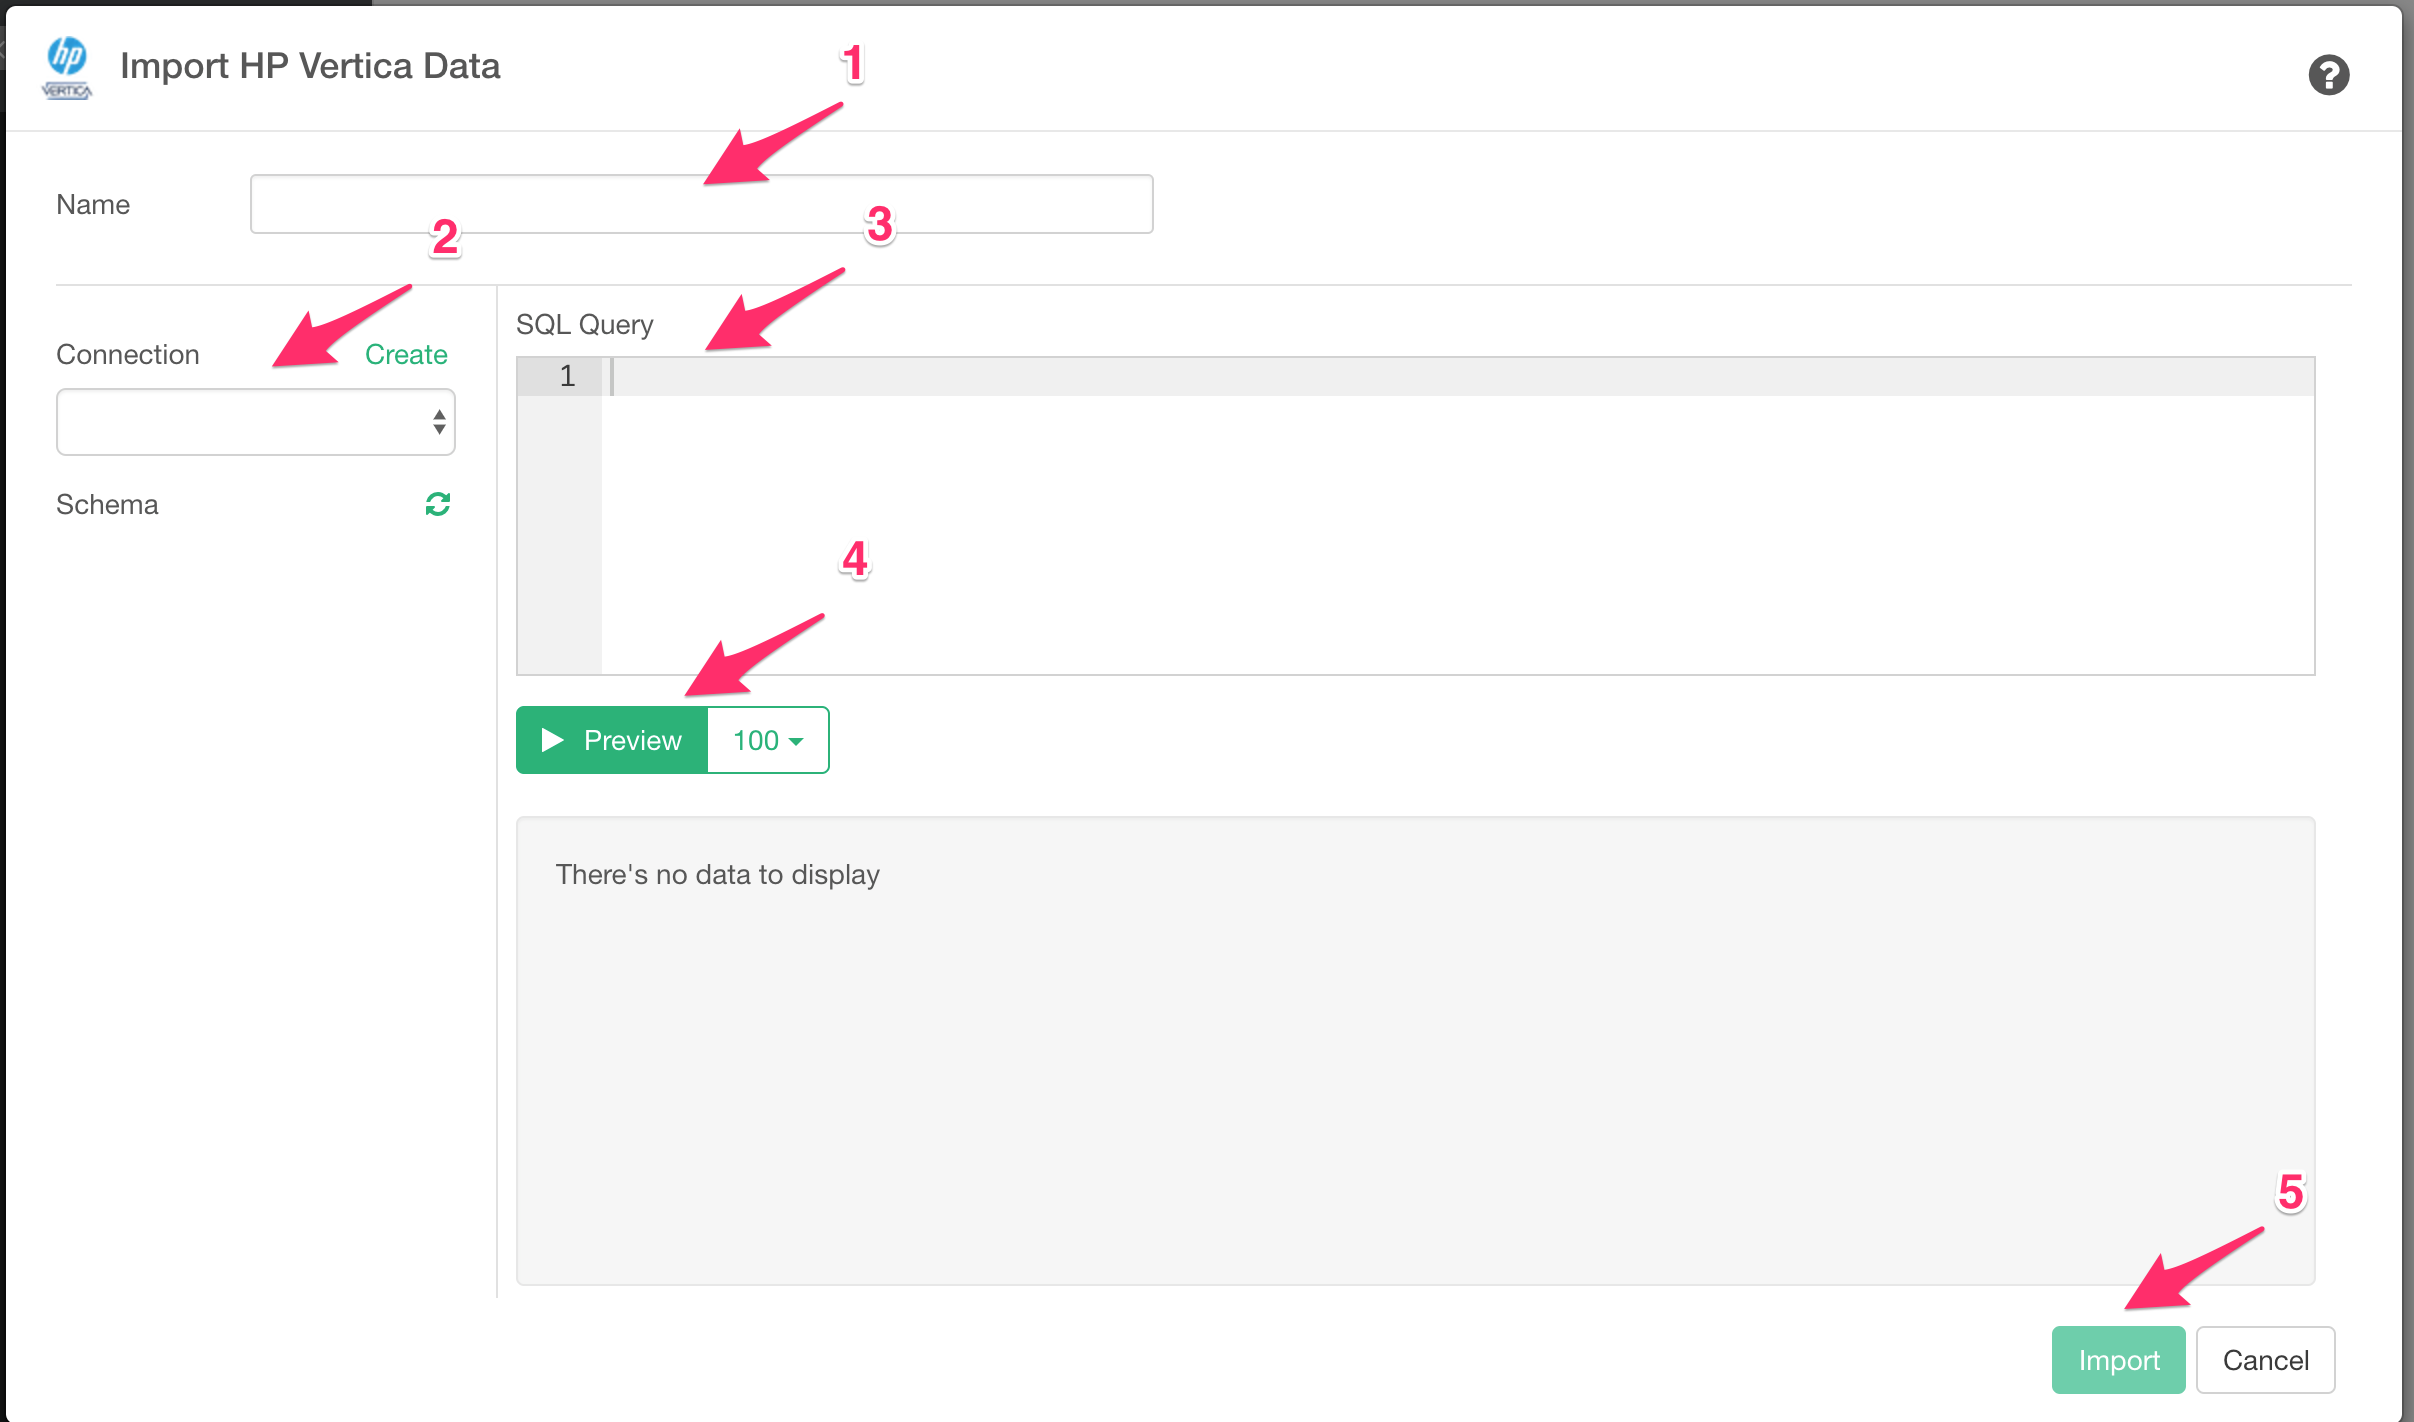 hp
VERTICA
Import HP Vertica Data
?
1
Name
2
3
Connection
Create
SQL Query
1
Schema
4
Preview
100
There's no data to display
5
Import
Cancel